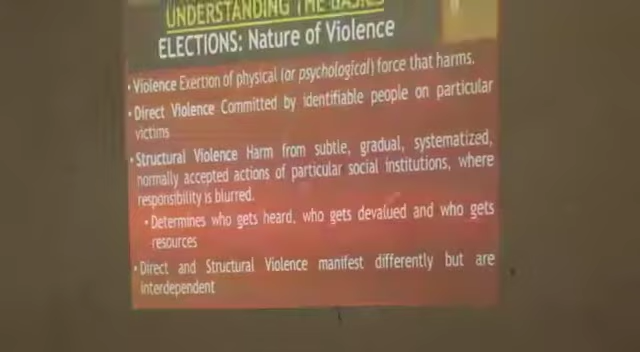 UNDERSTANDING THE BASICS
ELECTIONS: Nature of Violence
• Violence Exertion of physical (or psychological) force that harms.
• Direct Violence Committed by identifiable people on particular
victims
• Structural Violence Harm from subtle, gradual, systematized,
normally accepted actions of particular social institutions, where
responsibility is blurred.
• Determines who gets heard, who gets devalued and who gets
resources
• Direct and Structural Violence manifest differently but are
interdependent